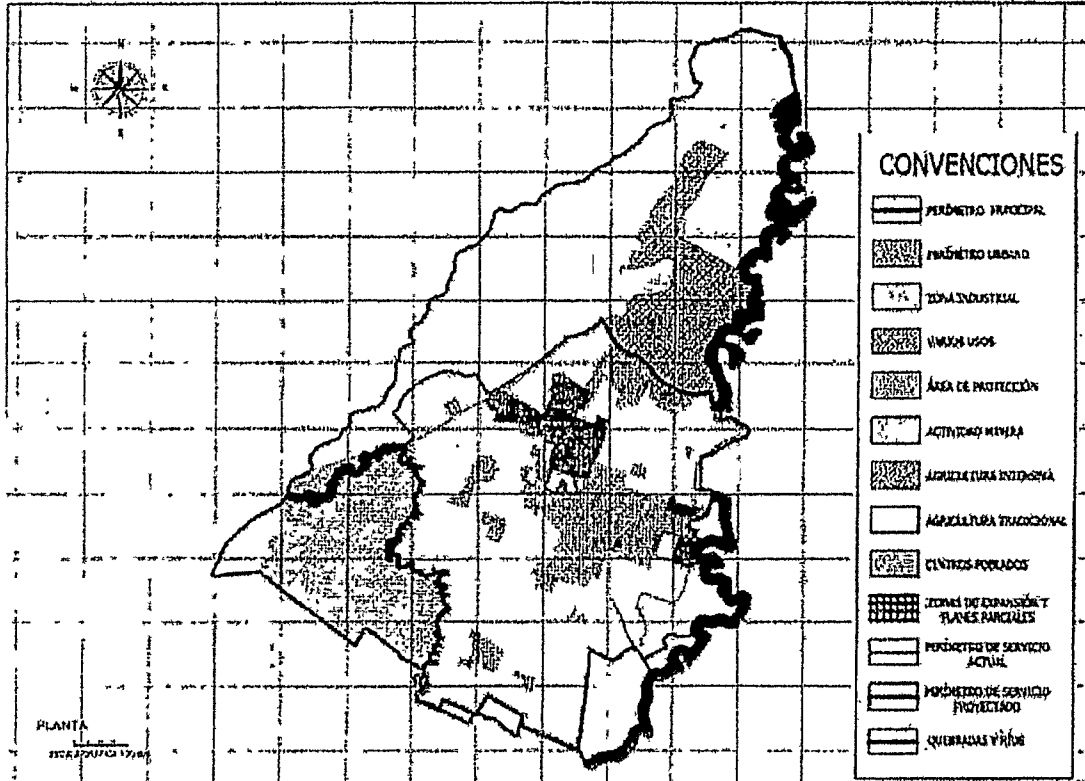 N
CONVENCIONES
PERÍMETRO MUNICIPAL
PERÍMETRO URBANO
ZONA INDUSTRIAL
USOS
ÁREA DE PROTECCIÓN
ACTIVIDAD MINERA
AGRICULTURA INTENSIVA
AGRICULTURA TRADICIONAL
CENTROS POBLADOS
ZONAS DE EXPANSIÓN Y
PLANES PARCIALES
PERÍMETRO DE SERVICIO
ACTUAL
PERÍMETRO DE SERVICIO
PROYECTADO
QUEBRADAS Y RÍOS
PLANTA